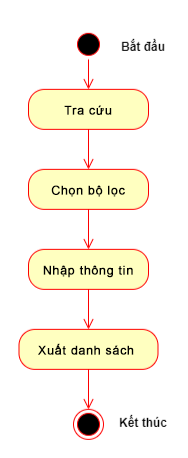 Bắt đầu
Tra cứu
Chọn bộ lọc
Nhập thông tin
Xuất danh sách
Kết thúc